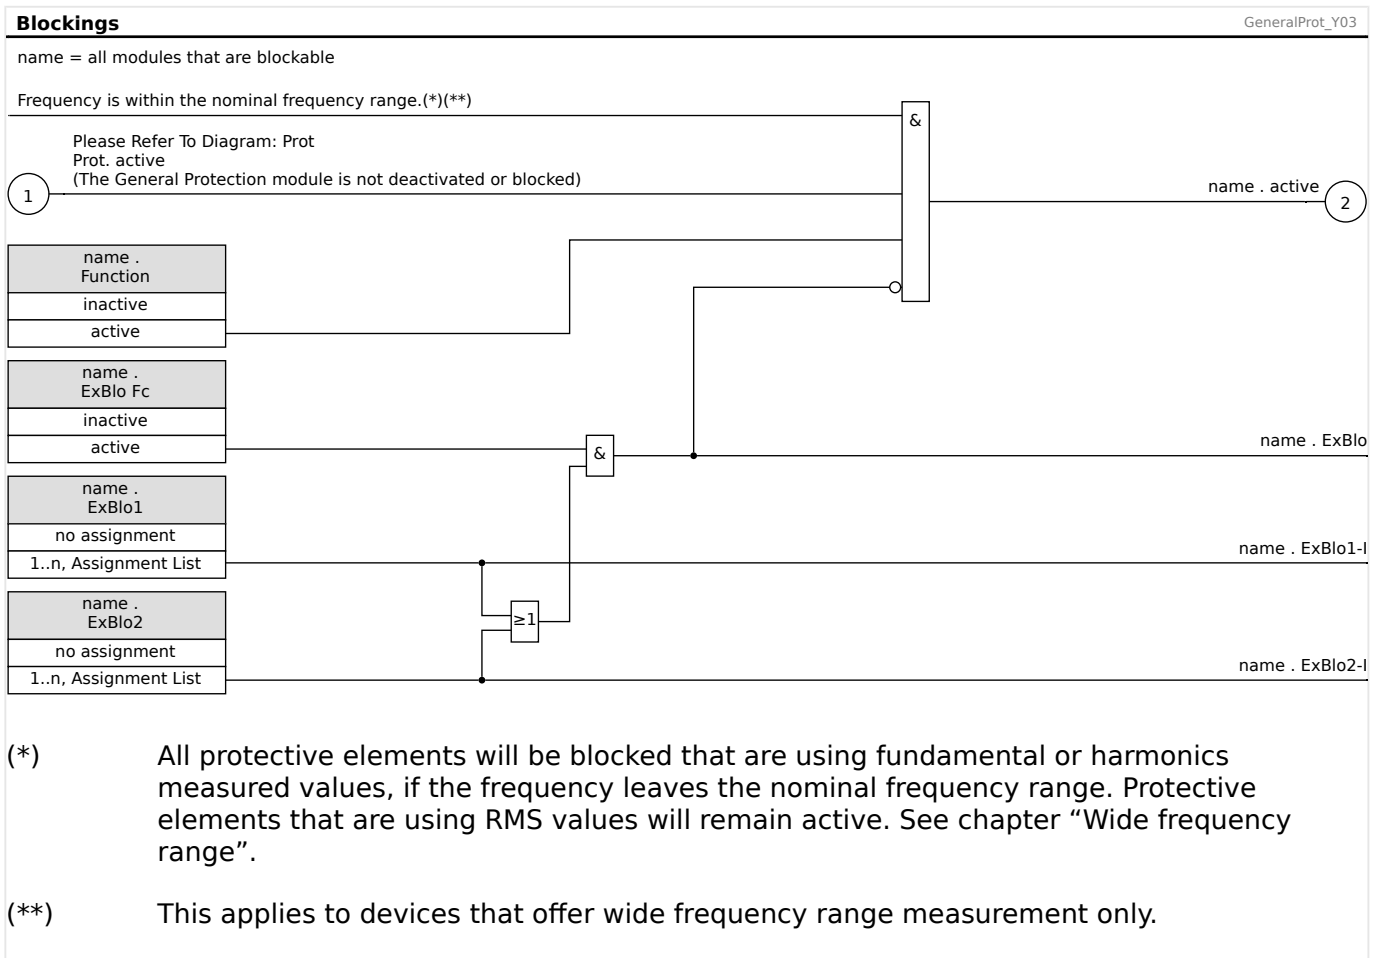 Blockings
GeneralProt_Y03
name = all modules that are blockable
Frequency is within the nominal frequency range.(*)(**)
&
Please Refer To Diagram: Prot
Prot. active
(The General Protection module is not deactivated or blocked)
1
name . active
2
name .
Function
inactive
active
name .
ExBlo Fc
inactive
active
&
name . ExBlo
name .
ExBlo1
no assignment
1..n, Assignment List
name . ExBlo1-I
name .
ExBlo2
≥1
no assignment
1..n, Assignment List
name . ExBlo2-I
(*) All protective elements will be blocked that are using fundamental or harmonics
measured values, if the frequency leaves the nominal frequency range. Protective
elements that are using RMS values will remain active. See chapter “Wide frequency
range”.
(**) This applies to devices that offer wide frequency range measurement only.